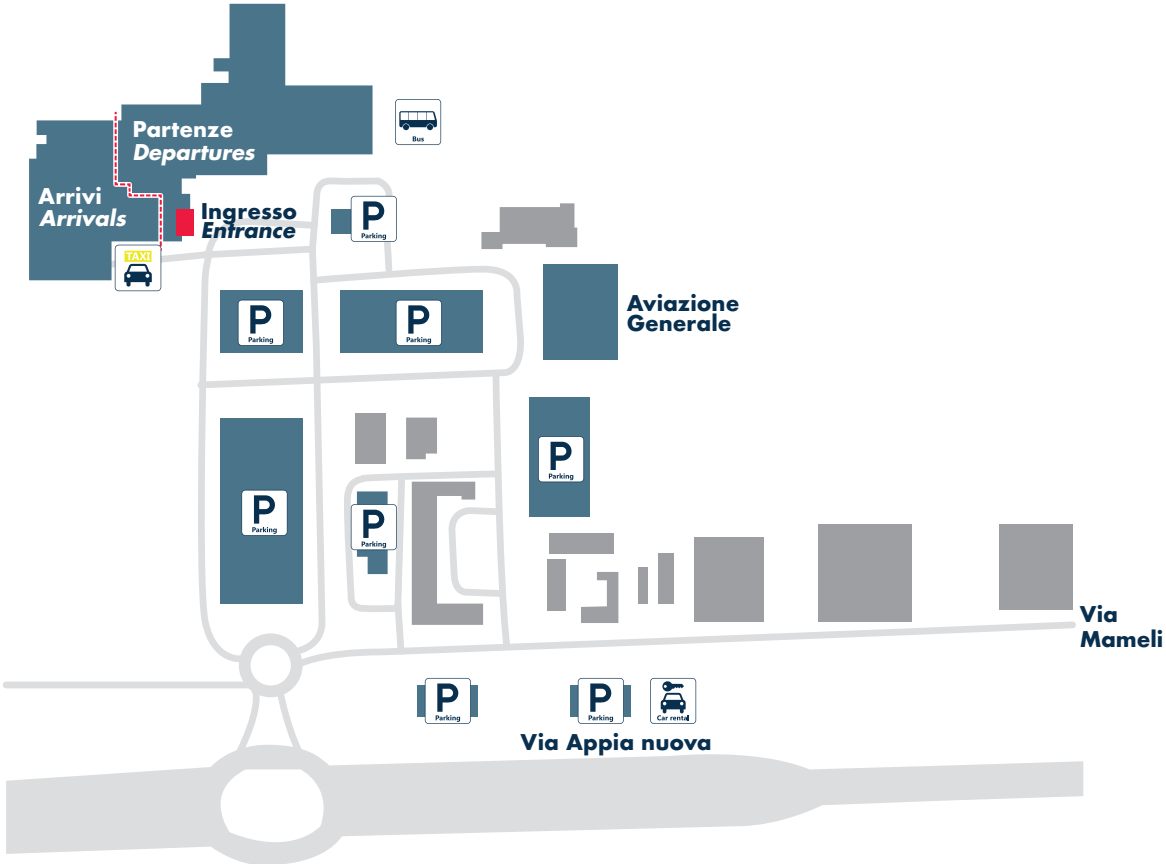 Partenze
Departures
Bus
Arrivi
Arrivals
Ingresso
Entrance
P
Parking
TAXI
Aviazione
Generale
P
Parking
P
Parking
P
Parking
P
Parking
P
Parking
Via
Mameli
P
Parking
P
Parking
Car rental
Via Appia nuova